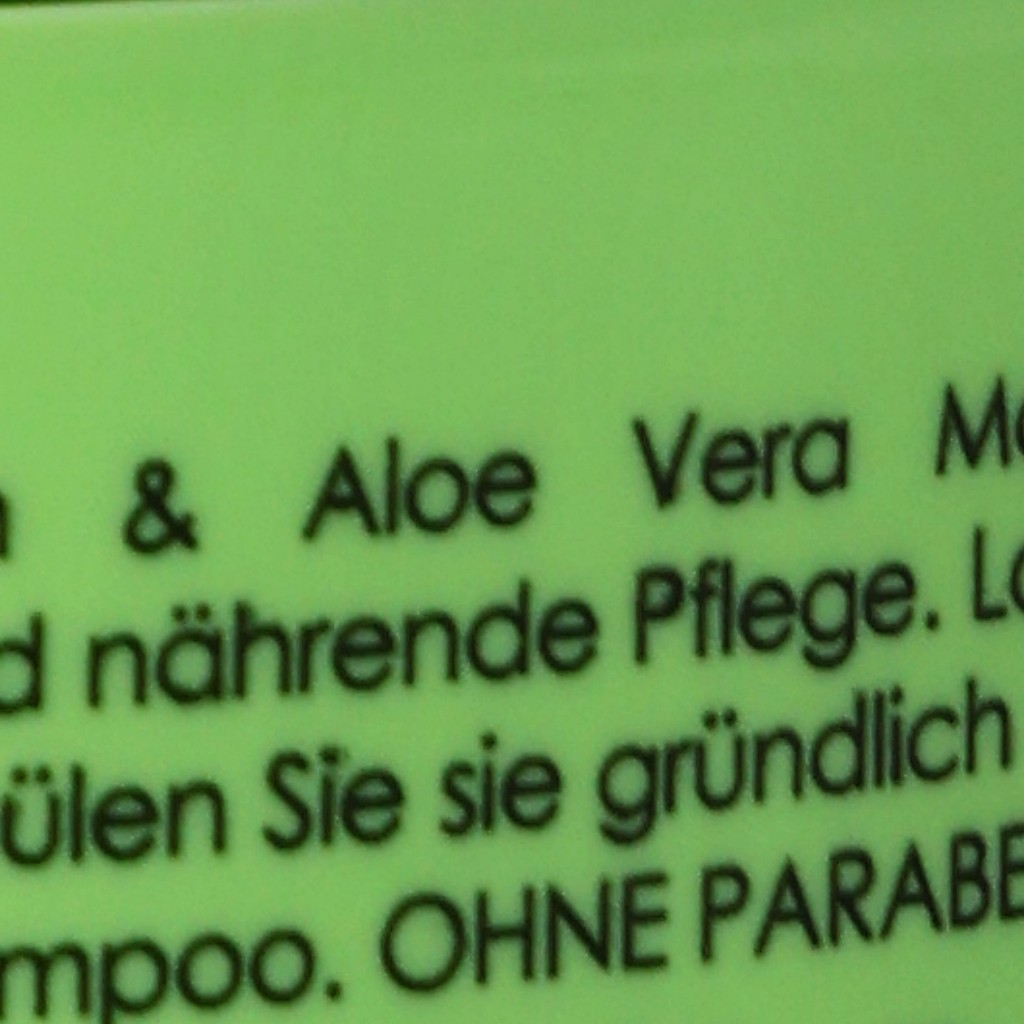 & Aloe Vera
nährende Pflege.
Sie sie gründlich
OHNE